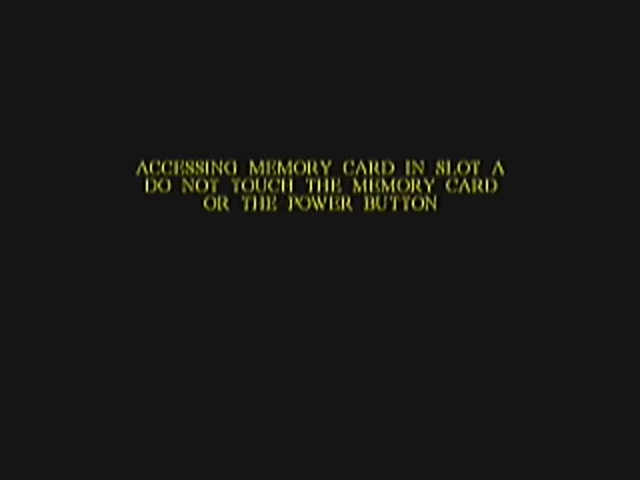 ACCESSING MEMORY CARD IN SLOT A
DO NOT TOUCH THE MEMORY CARD
OR THE POWER BUTTON